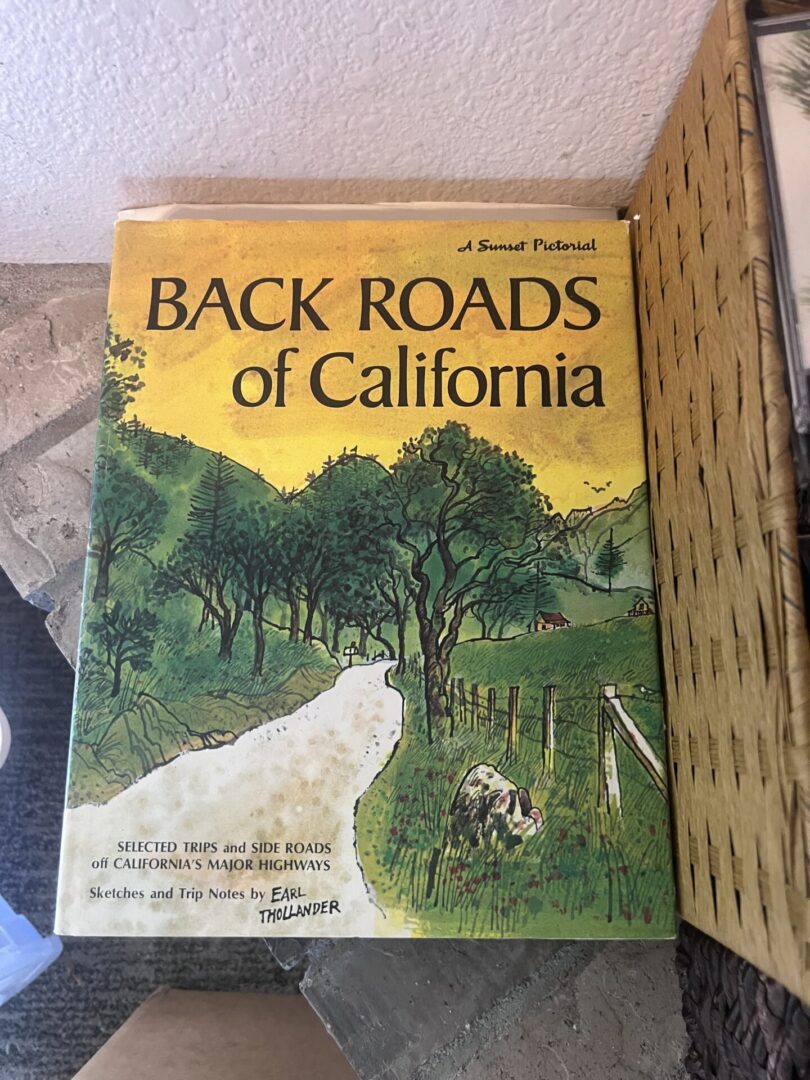 A Sunset Pictorial
BACK ROADS
of California
SELECTED TRIPS and SIDE ROADS
off CALIFORNIA'S MAJOR HIGHWAYS
Sketches and Trip Notes by EARL
THOLLANDER